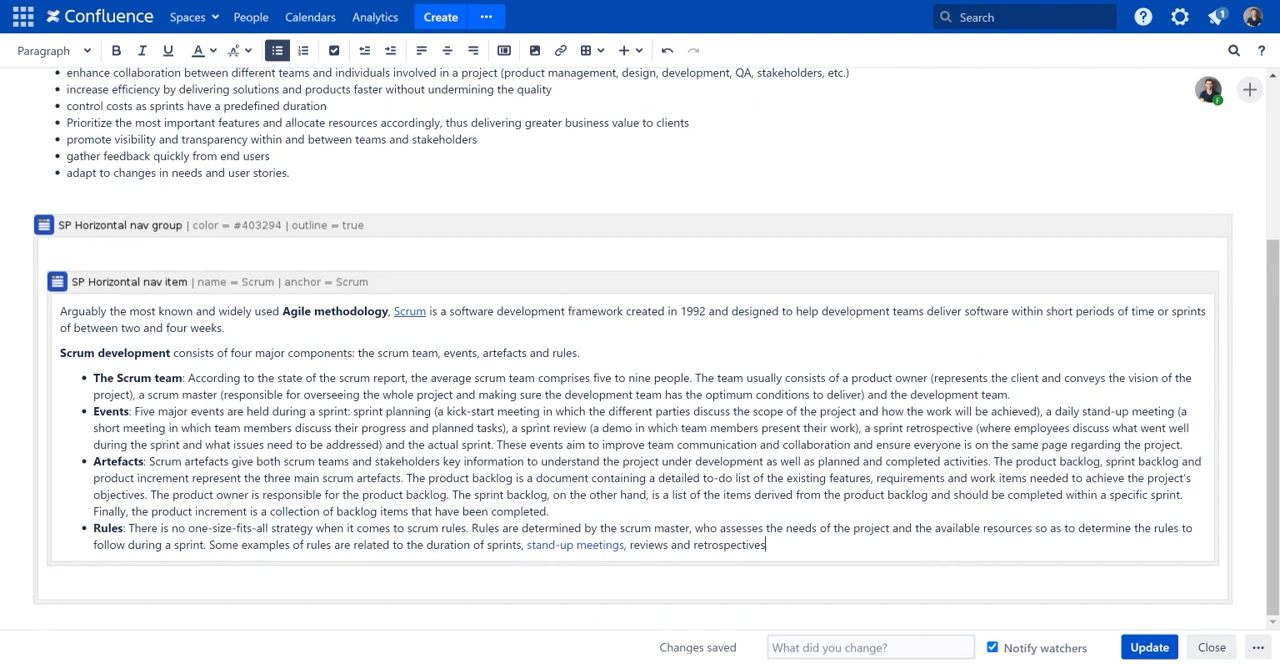 Confluence Spaces People Calendars Analytics Create ··· Search 1
Paragraph B I U A
• enhance collaboration between different teams and individuals involved in a project (product management, design, development, QA, stakeholders, etc.)
• increase efficiency by delivering solutions and products faster without undermining the quality
• control costs as sprints have a predefined duration
• Prioritize the most important features and allocate resources accordingly, thus delivering greater business value to clients
• promote visibility and transparency within and between teams and stakeholders
• gather feedback quickly from end users
• adapt to changes in needs and user stories.
SP Horizontal nav group | color = #403294 | outline = true
SP Horizontal nav item | name = Scrum | anchor = Scrum
Arguably the most known and widely used Agile methodology, Scrum is a software development framework created in 1992 and designed to help development teams deliver software within short periods of time or sprints
of between two and four weeks.
Scrum development consists of four major components: the scrum team, events, artefacts and rules.
• The Scrum team: According to the state of the scrum report, the average scrum team comprises five to nine people. The team usually consists of a product owner (represents the client and conveys the vision of the
project), a scrum master (responsible for overseeing the whole project and making sure the development team has the optimum conditions to deliver) and the development team.
• Events: Five major events are held during a sprint: sprint planning (a kick-start meeting in which the different parties discuss the scope of the project and how the work will be achieved), a daily stand-up meeting (a
short meeting in which team members discuss their progress and planned tasks), a sprint review (a demo in which team members present their work), a sprint retrospective (where employees discuss what went well
during the sprint and what issues need to be addressed) and the actual sprint. These events aim to improve team communication and collaboration and ensure everyone is on the same page regarding the project.
• Artefacts: Scrum artefacts give both scrum teams and stakeholders key information to understand the project under development as well as planned and completed activities. The product backlog, sprint backlog and
product increment represent the three main scrum artefacts. The product backlog is a document containing a detailed to-do list of the existing features, requirements and work items needed to achieve the project's
objectives. The product owner is responsible for the product backlog. The sprint backlog, on the other hand, is a list of the items derived from the product backlog and should be completed within a specific sprint.
Finally, the product increment is a collection of backlog items that have been completed.
• Rules: There is no one-size-fits-all strategy when it comes to scrum rules. Rules are determined by the scrum master, who assesses the needs of the project and the available resources so as to determine the rules to
follow during a sprint. Some examples of rules are related to the duration of sprints, stand-up meetings, reviews and retrospectives
Changes saved What did you change? Notify watchers Update Close ···